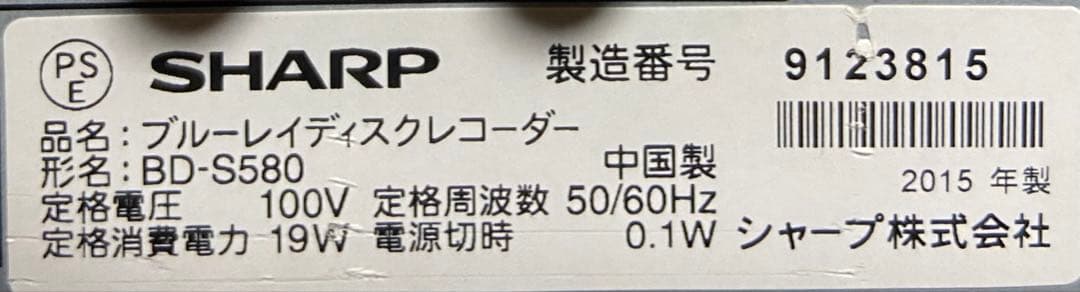 PSE SHARP 製造番号 9123815
品名：ブルーレイディスクレコーダー
形名：BD-S580 中国製 2015 年製
定格電圧 100V 定格周波数 50/60Hz
定格消費電力 19W 電源切時 0.1W シャープ株式会社